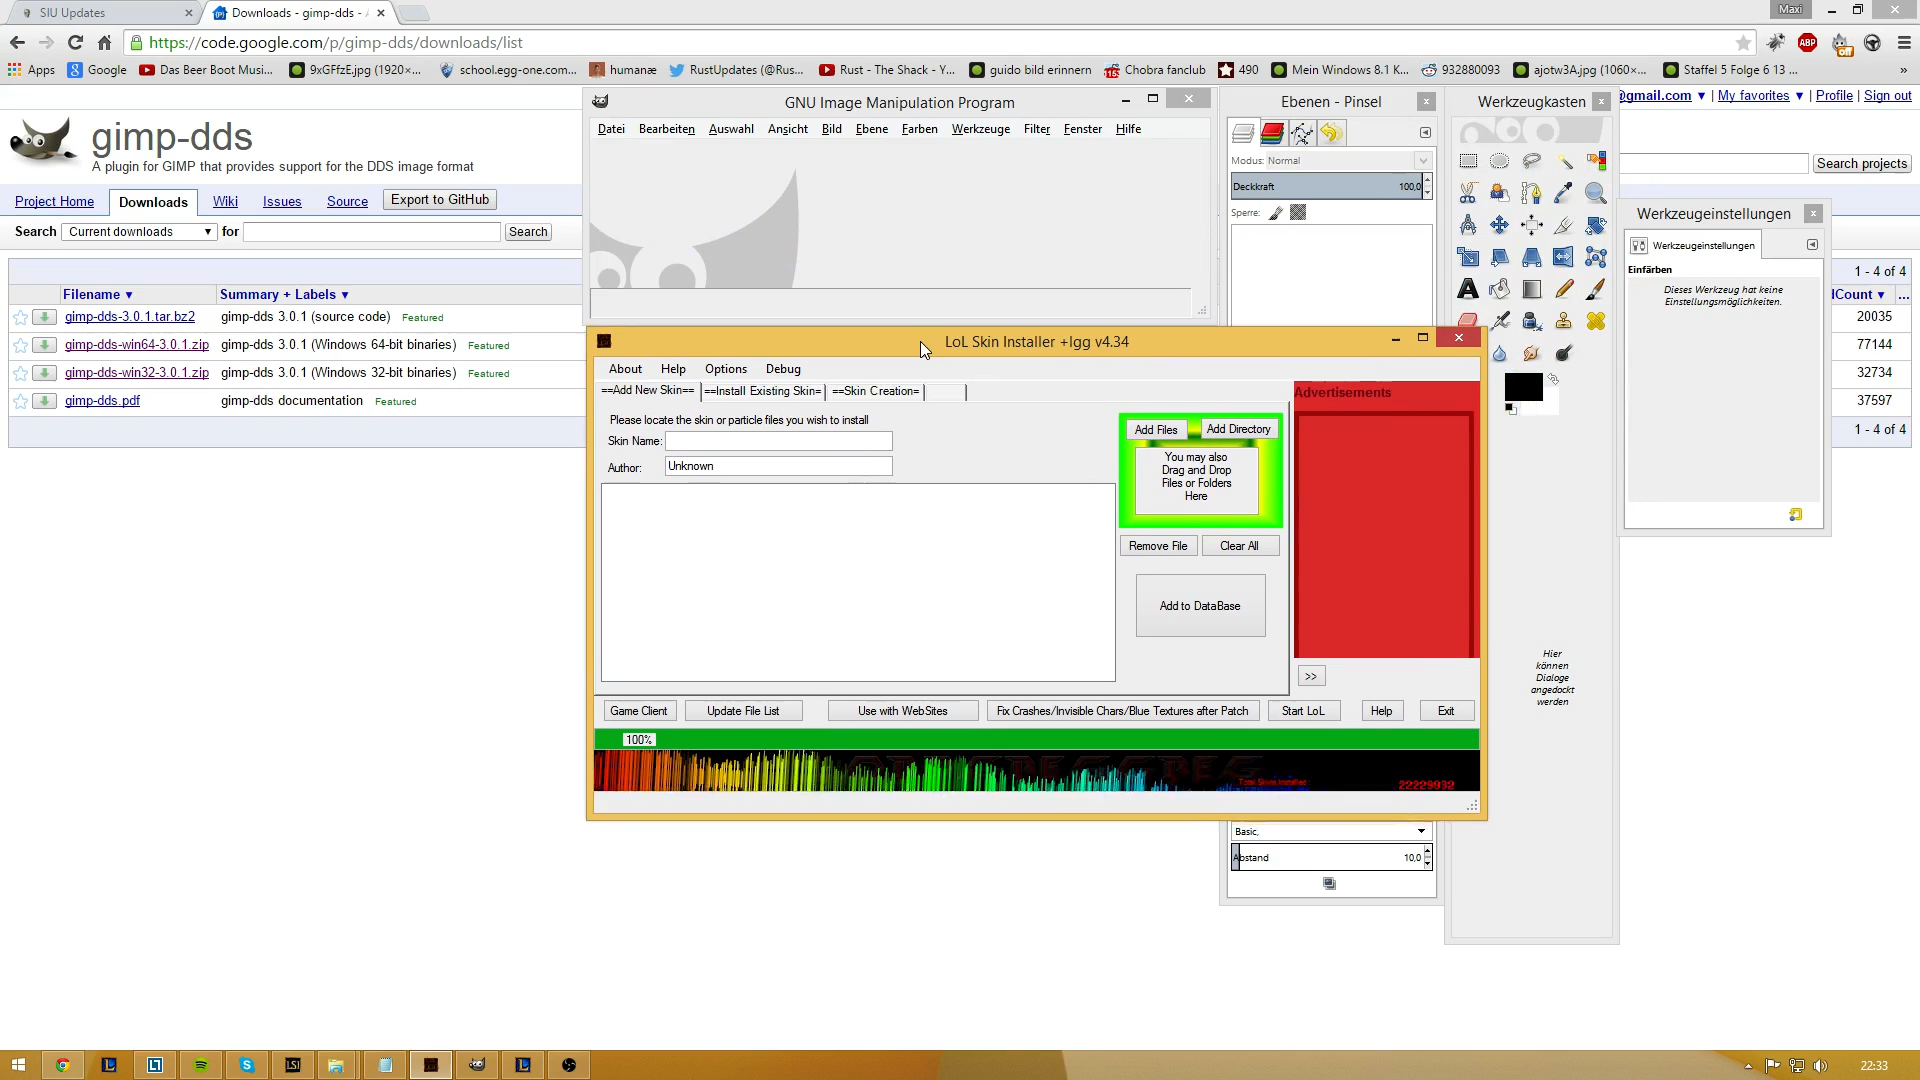 SIU Updates
Downloads - gimp-dds -
Maxi
https://code.google.com/p/gimp-dds/downloads/list
ABP
off
Apps
Google
Das Beer Boot Musi...
9xGFfzE.jpg (1920×...
school.egg-one.com...
humanæ
RustUpdates (@Rus...
Rust - The Shack - Y...
guido bild erinnern
Chobra fanclub
490
Mein Windows 8.1 K...
932880093
ajotw3A.jpg (1060×...
Staffel 5 Folge 6 13 ...
»
@gmail.com ▼ | My favorites ▼ | Profile | Sign out
gimp-dds
A plugin for GIMP that provides support for the DDS image format
Search projects
Project Home
Downloads
Wiki
Issues
Source
Export to GitHub
Search
Current downloads
for
Search
1 - 4 of 4
Filename ▼
Summary + Labels ▼
dCount ▼
...
gimp-dds-3.0.1.tar.bz2
gimp-dds 3.0.1 (source code)
Featured
20035
gimp-dds-win64-3.0.1.zip
gimp-dds 3.0.1 (Windows 64-bit binaries)
Featured
77144
gimp-dds-win32-3.0.1.zip
gimp-dds 3.0.1 (Windows 32-bit binaries)
Featured
32734
gimp-dds.pdf
gimp-dds documentation
Featured
37597
1 - 4 of 4
GNU Image Manipulation Program
Datei
Bearbeiten
Auswahl
Ansicht
Bild
Ebene
Farben
Werkzeuge
Filter
Fenster
Hilfe
Ebenen - Pinsel
Modus: Normal
Deckkraft
100,0
Sperre:
Basic,
Abstand
10,0
Werkzeugkasten
Hier
können
Dialoge
angedockt
werden
Werkzeugeinstellungen
Werkzeugeinstellungen
Einfärben
Dieses Werkzeug hat keine
Einstellungsmöglichkeiten.
LoL Skin Installer +lgg v4.34
About
Help
Options
Debug
==Add New Skin==
==Install Existing Skin=
==Skin Creation=
Please locate the skin or particle files you wish to install
Skin Name:
Author:
Unknown
Add Files
Add Directory
You may also
Drag and Drop
Files or Folders
Here
Remove File
Clear All
Add to DataBase
Advertisements
>>
Game Client
Update File List
Use with WebSites
Fix Crashes/Invisible Chars/Blue Textures after Patch
Start LoL
Help
Exit
100%
Total Skins Installed
22229932
LSI
22:33